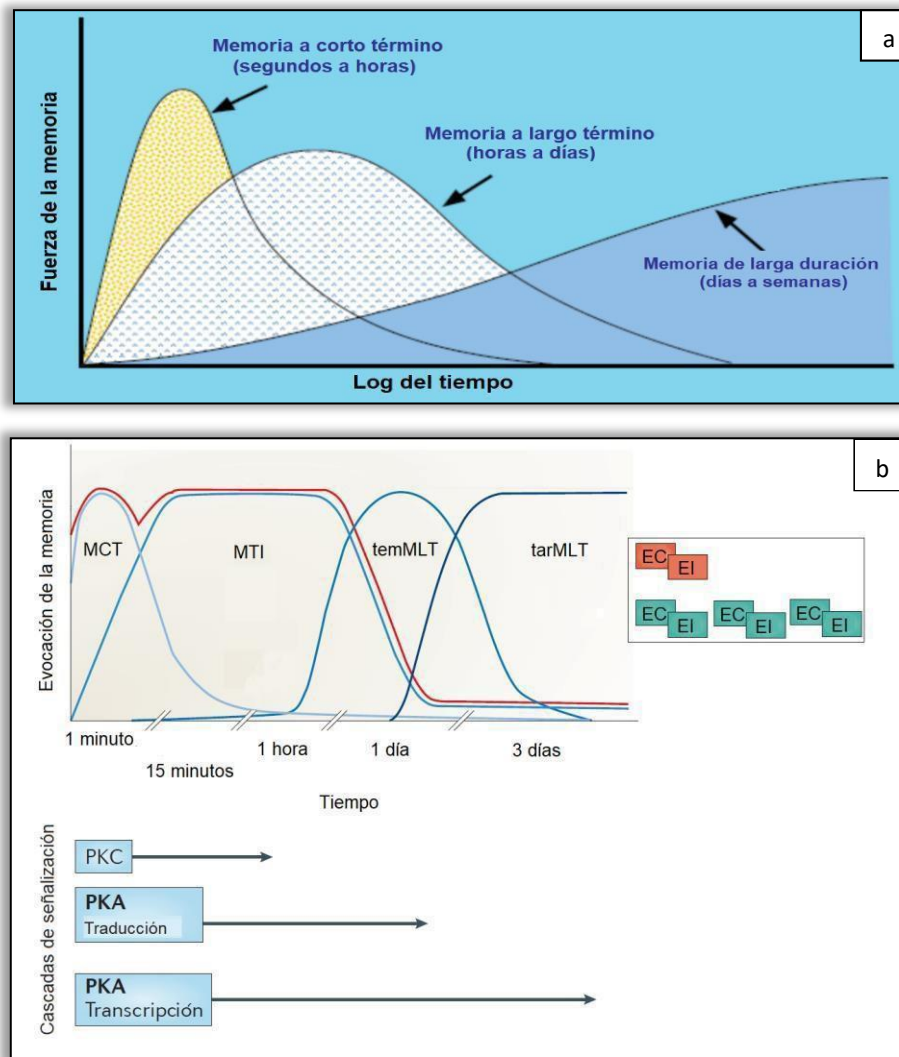 a
Memoria a corto término
(segundos a horas)
Memoria a largo término
(horas a días)
Memoria de larga duración
(días a semanas)
Fuerza de la memoria
Log del tiempo
b
Evocación de la memoria
MCT
MTI
temMLT
tarMLT
EC
EI
EC
EI
EC
EI
EC
EI
1 minuto
15 minutos
1 hora
1 día
3 días
Tiempo
Cascadas de señalización
PKC
PKA
Traducción
PKA
Transcripción